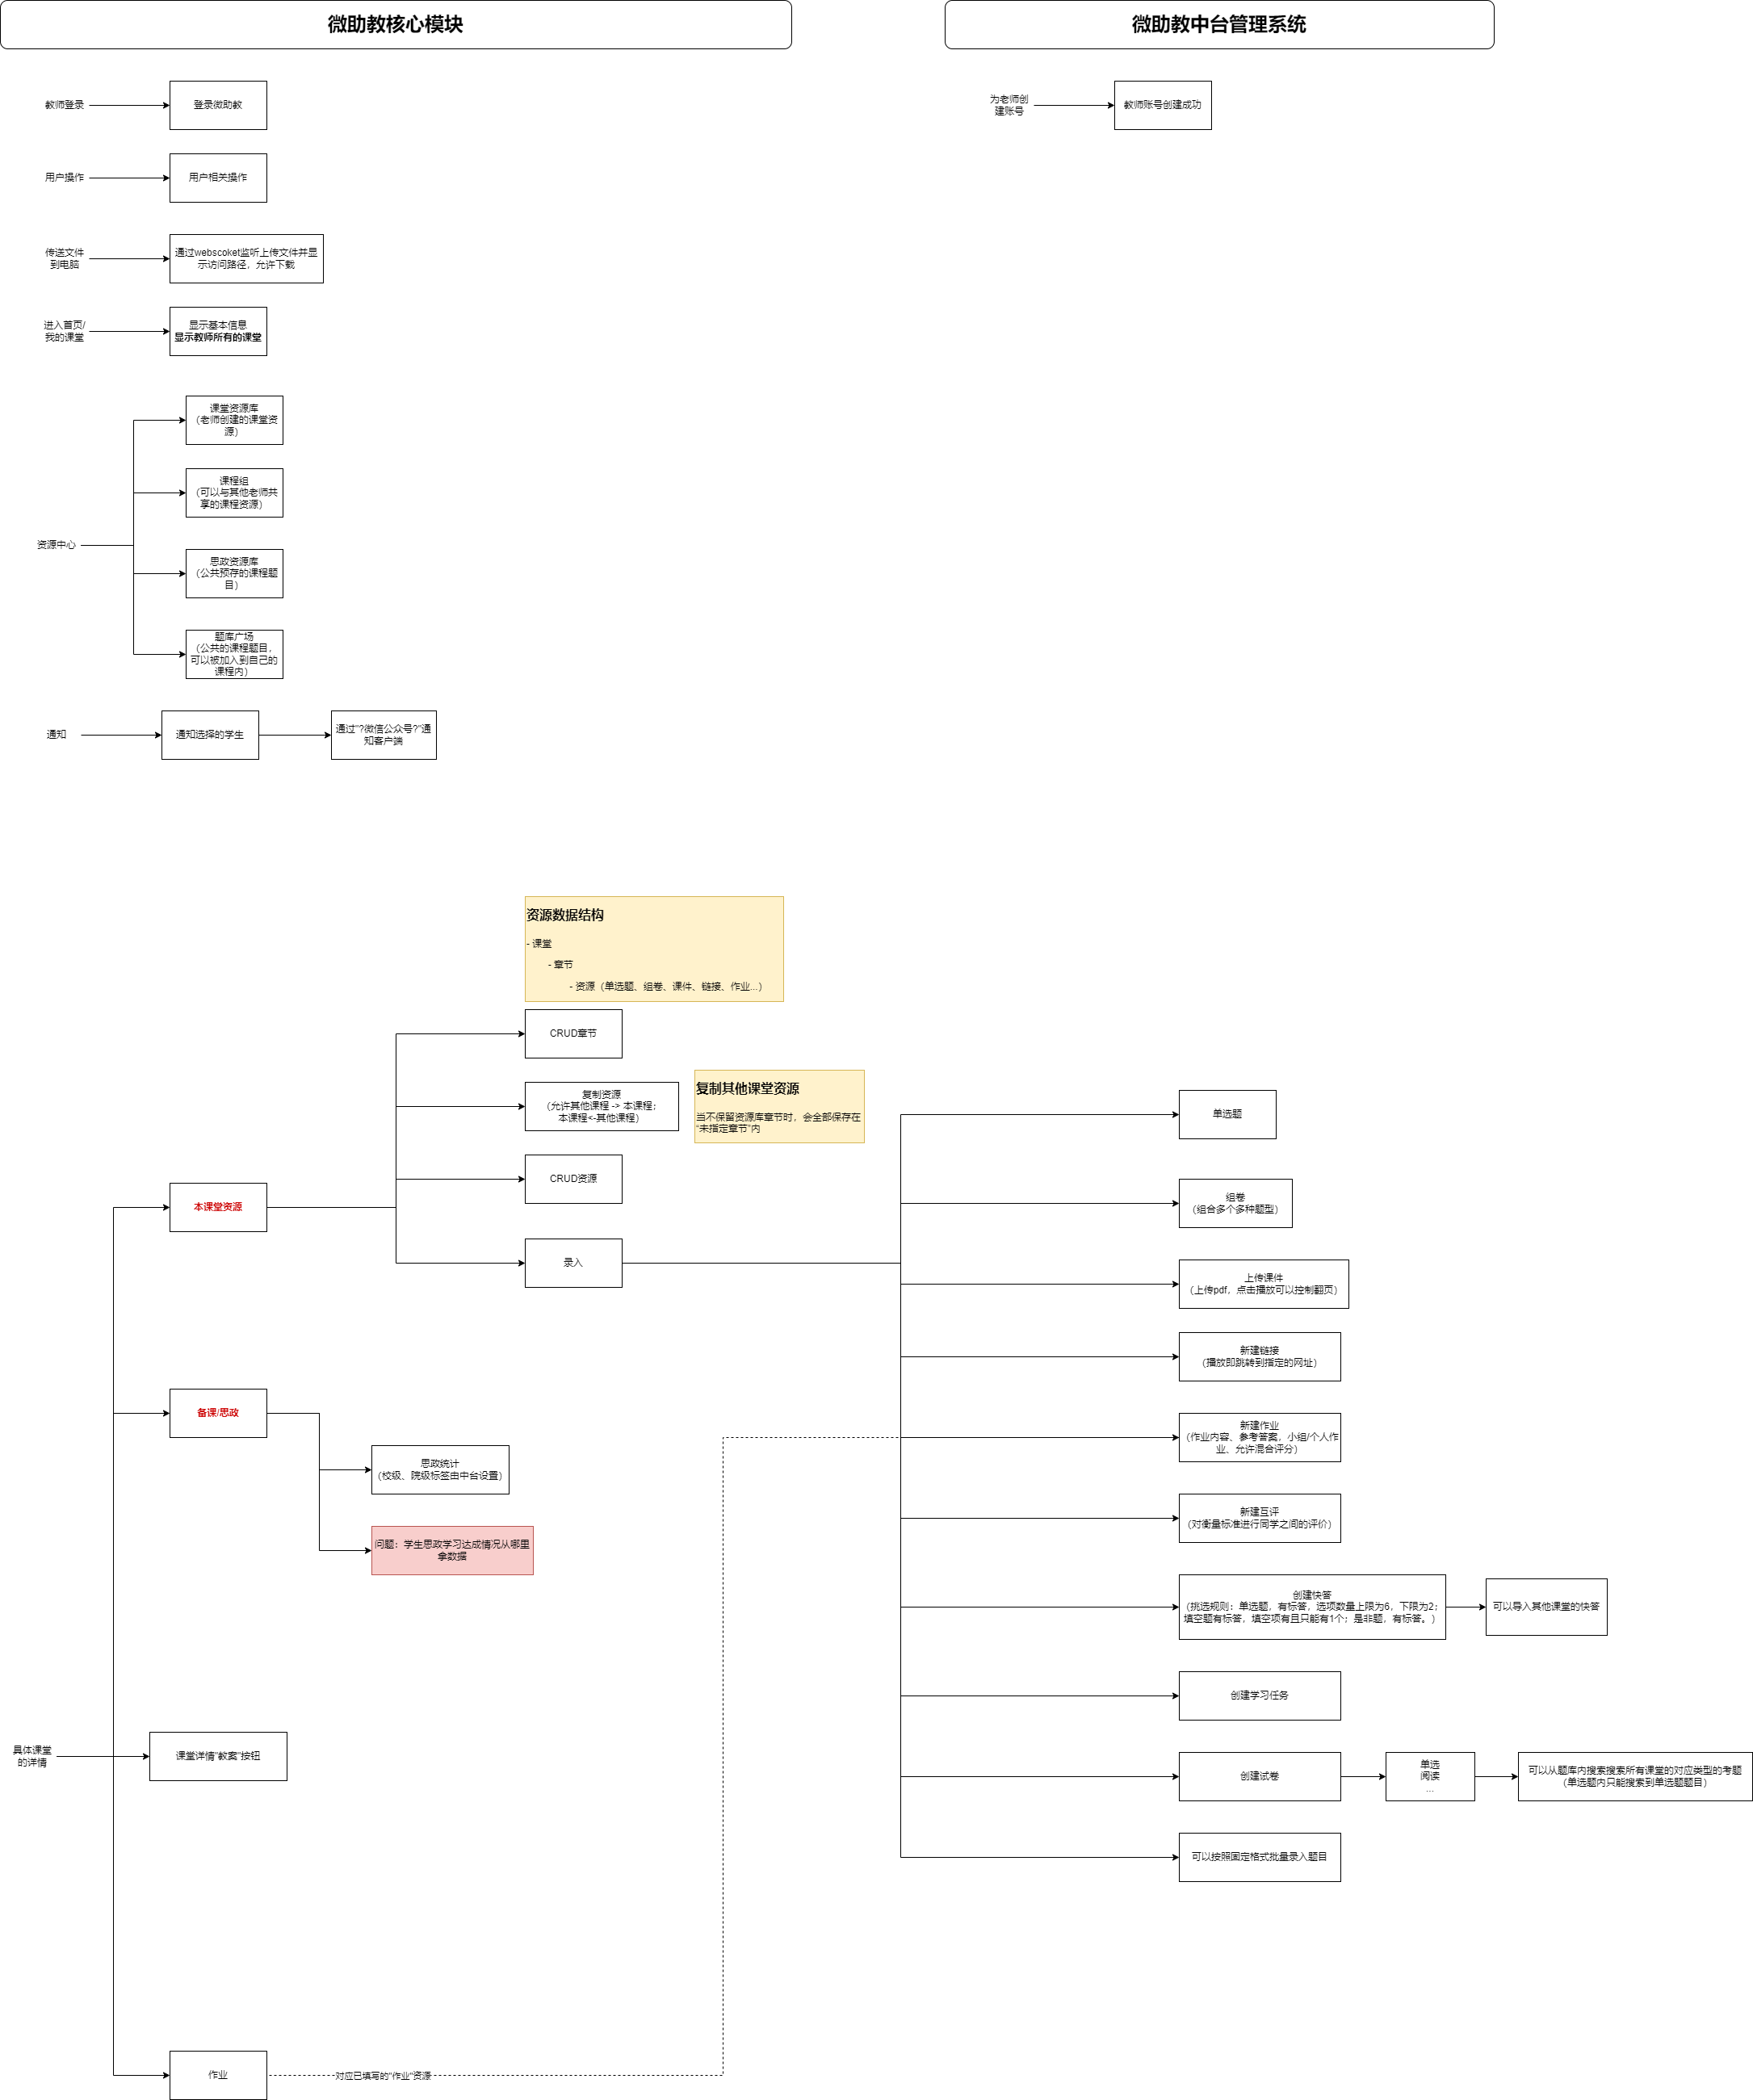 微助教核心模块
微助教中台管理系统
教师登录
登录微助教
为老师创
建账号
教师账号创建成功
用户操作
用户相关操作
传送文件
到电脑
通过webscoket监听上传文件并显
示访问路径，允许下载
进入首页/
我的课堂
显示基本信息
显示教师所有的课堂
资源中心
课堂资源库
（老师创建的课堂资
源）
课程组
（可以与其他老师共
享的课程资源）
思政资源库
（公共预存的课程题
目）
题库广场
（公共的课程题目，
可以被加入到自己的
课程内）
通知
通知选择的学生
通过"?微信公众号?"通
知客户端
资源数据结构
- 课堂
- 章节
- 资源（单选题、组卷、课件、链接、作业...）
CRUD章节
复制资源
（允许其他课程 -> 本课程；
本课程<-其他课程）
复制其他课堂资源
当不保留资源库章节时，会全部保存在
“未指定章节”内
CRUD资源
本课堂资源
录入
单选题
组卷
（组合多个多种题型）
上传课件
（上传pdf，点击播放可以控制翻页）
新建链接
（播放即跳转到指定的网址）
新建作业
（作业内容、参考答案，小组/个人作
业、允许混合评分）
新建互评
（对衡量标准进行同学之间的评价）
创建快答
（挑选规则：单选题，有标答，选项数量上限为6，下限为2；
填空题有标答，填空项有且只能有1个；是非题，有标答。）
可以导入其他课堂的快答
创建学习任务
创建试卷
单选
阅读
...
可以从题库内搜索搜索所有课堂的对应类型的考题
（单选题内只能搜索到单选题题目）
可以按照固定格式批量录入题目
备课/思政
思政统计
（校级、院级标签由中台设置）
问题：学生思政学习达成情况从哪里
拿数据
具体课堂
的详情
课堂详情"教案"按钮
作业
对应已填写的"作业"资源